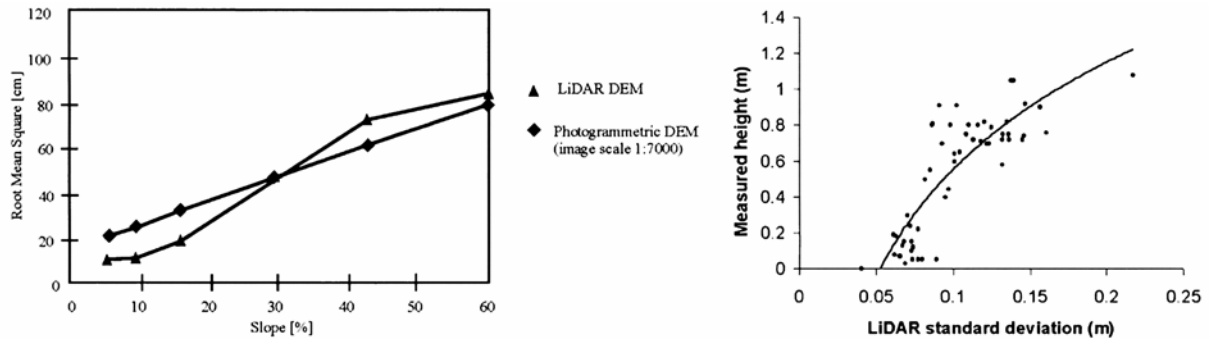 120
100
80
60
40
20
0
Root Mean Square [cm]
0 10 20 30 40 50 60
Slope [%]
LiDAR DEM
Photogrammetric DEM
(image scale 1:7000)
1.4
1.2
1
0.8
0.6
0.4
0.2
0
Measured height (m)
0 0.05 0.1 0.15 0.2 0.25
LiDAR standard deviation (m)